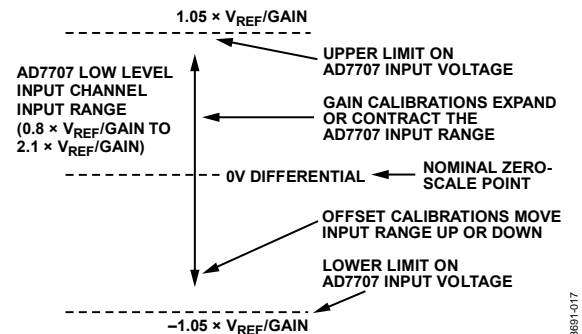 1.05 × VREF/GAIN
UPPER LIMIT ON
AD7707 INPUT VOLTAGE
AD7707 LOW LEVEL
INPUT CHANNEL
INPUT RANGE
(0.8 × VREF/GAIN TO
2.1 × VREF/GAIN)
GAIN CALIBRATIONS EXPAND
OR CONTRACT THE
AD7707 INPUT RANGE
0V DIFFERENTIAL
NOMINAL ZERO-
SCALE POINT
OFFSET CALIBRATIONS MOVE
INPUT RANGE UP OR DOWN
LOWER LIMIT ON
AD7707 INPUT VOLTAGE
–1.05 × VREF/GAIN